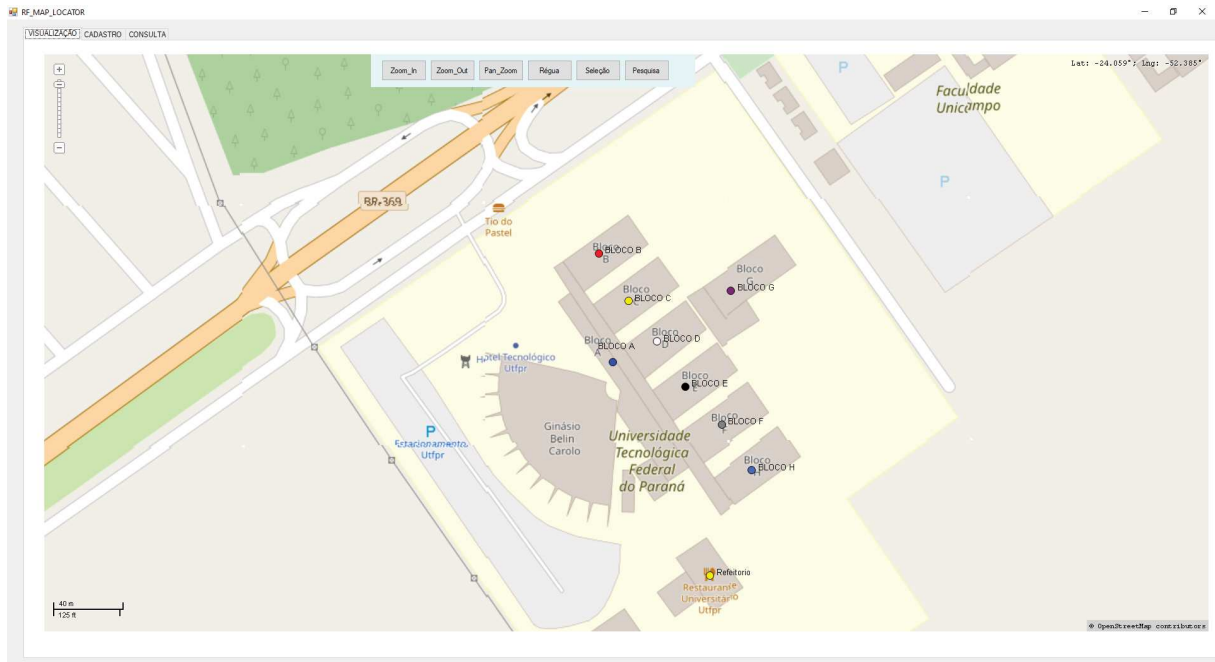 RF_MAP_LOCATOR
VISUALIZAÇÃO CADASTRO CONSULTA
Zoom_In Zoom_Out Pan_Zoom Régua Seleção Pesquisa
Lat: -24.059°; lng: -52.385°
P
Faculdade
Unicampo
P
BR-369
Tio do
Pastel
Bloco
B
BLOCO B
Bloco
G
BLOCO G
Bloco
C
BLOCO C
Bloco
D
BLOCO D
Bloco
A
BLOCO A
Hotel Tecnológico
Utfpr
Bloco
E
BLOCO E
Bloco
F
BLOCO F
Ginásio
Belin
Carolo
P
Estacionamento
Utfpr
Universidade
Tecnológica
Federal
do Paraná
Bloco
H
BLOCO H
Refeitorio
Restaurante
Universitário
Utfpr
40 m
125 ft
© OpenStreetMap contributors